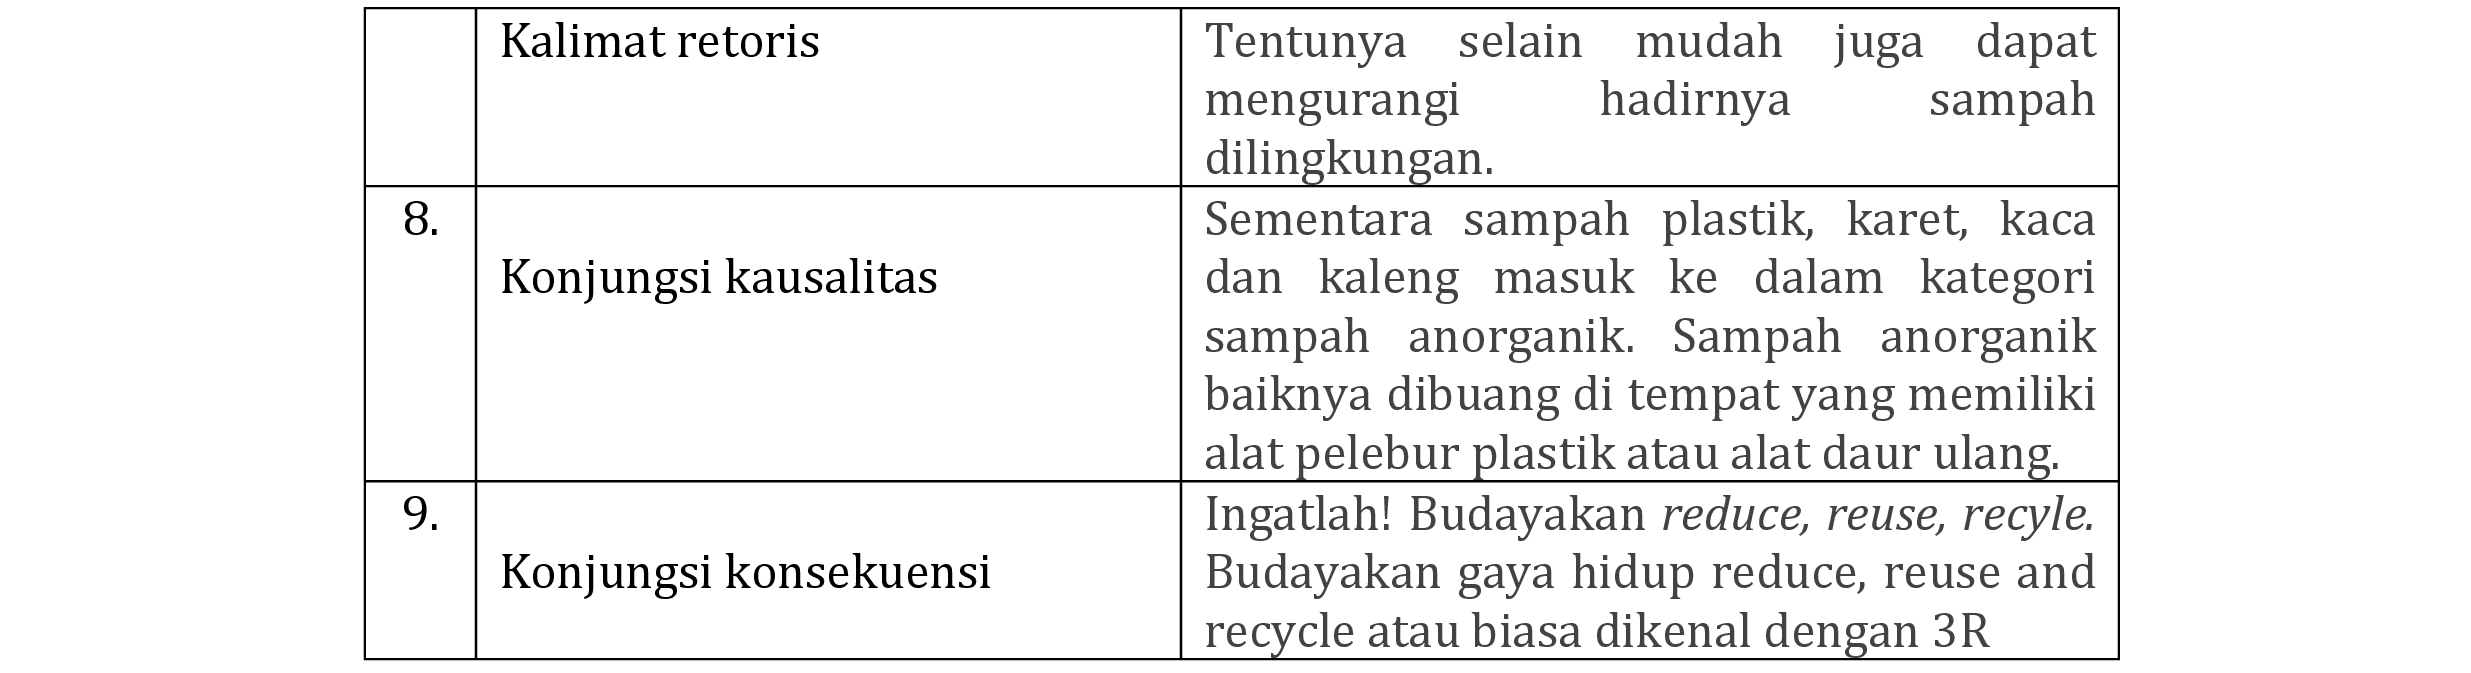 Kalimat retoris
Tentunya selain mudah juga dapat
mengurangi hadirnya sampah
dilingkungan.
8.
Konjungsi kausalitas
Sementara sampah plastik, karet, kaca
dan kaleng masuk ke dalam kategori
sampah anorganik. Sampah anorganik
baiknya dibuang di tempat yang memiliki
alat pelebur plastik atau alat daur ulang.
9.
Konjungsi konsekuensi
Ingatlah! Budayakan reduce, reuse, recyle.
Budayakan gaya hidup reduce, reuse and
recycle atau biasa dikenal dengan 3R